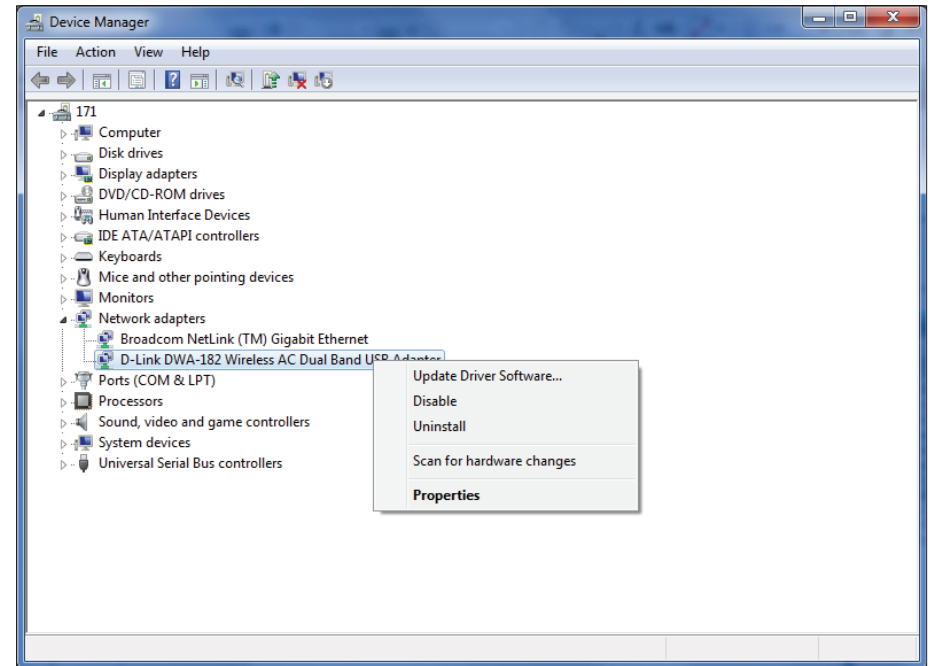 Device Manager
File Action View Help
171
Computer
Disk drives
Display adapters
DVD/CD-ROM drives
Human Interface Devices
IDE ATA/ATAPI controllers
Keyboards
Mice and other pointing devices
Monitors
Network adapters
Broadcom NetLink (TM) Gigabit Ethernet
D-Link DWA-182 Wireless AC Dual Band USB Adapter
Ports (COM & LPT)
Processors
Sound, video and game controllers
System devices
Universal Serial Bus controllers
Update Driver Software...
Disable
Uninstall
Scan for hardware changes
Properties